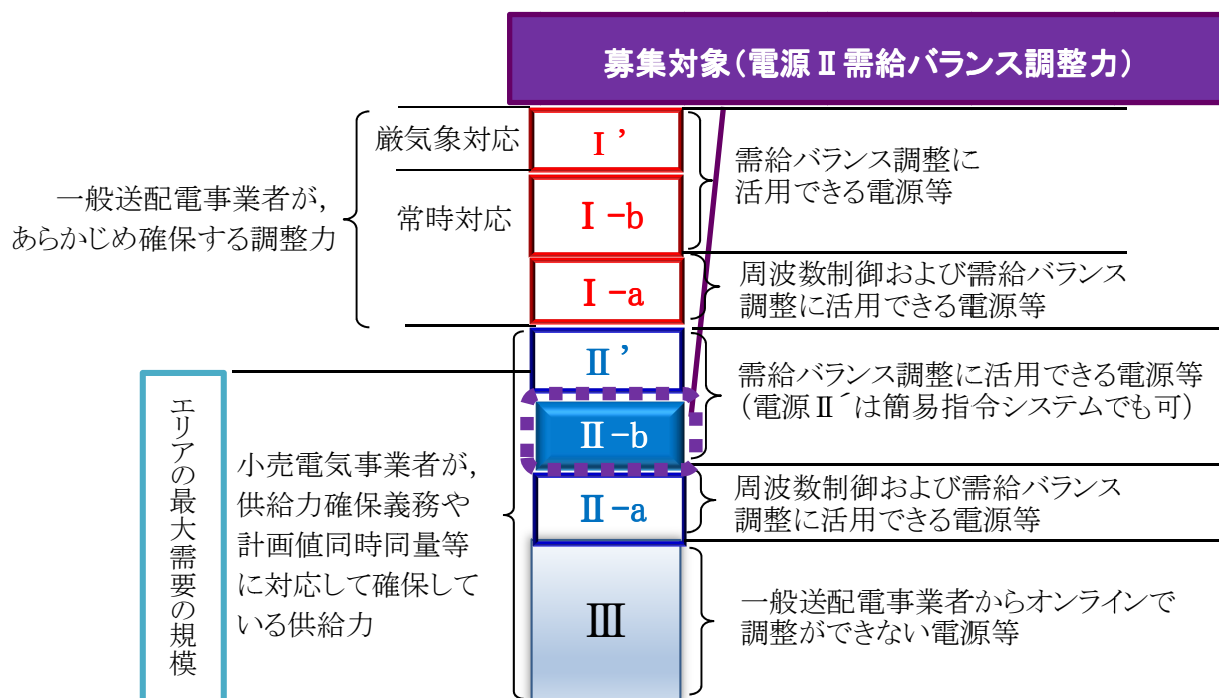 募集対象(電源Ⅱ需給バランス調整力)
厳気象対応
Ⅰ’
需給バランス調整に
活用できる電源等
一般送配電事業者が,
あらかじめ確保する調整力
常時対応
Ⅰ-b
Ⅰ-a
周波数制御および需給バランス
調整に活用できる電源等
Ⅱ’
需給バランス調整に活用できる電源等
(電源Ⅱ´は簡易指令システムでも可)
Ⅱ-b
エリアの最大需要の規模
小売電気事業者が,
供給力確保義務や
計画値同時同量等
に対応して確保して
いる供給力
Ⅱ-a
周波数制御および需給バランス
調整に活用できる電源等
Ⅲ
一般送配電事業者からオンラインで
調整ができない電源等